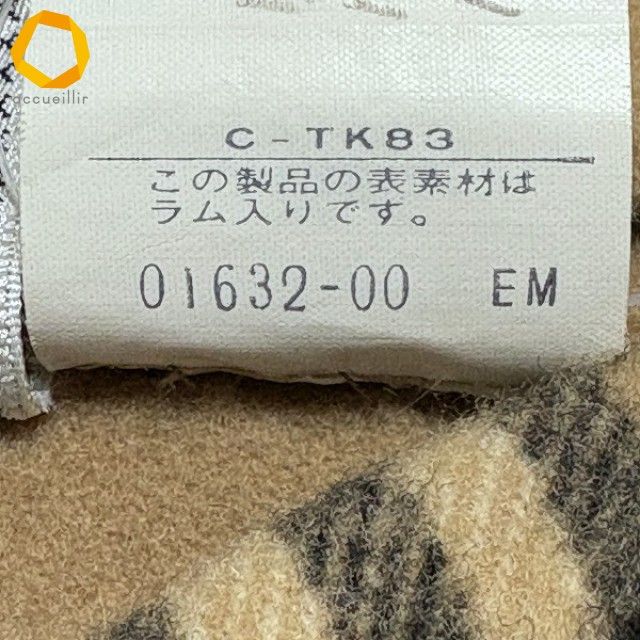 accueillir
C-TK83
この製品の表素材は
ラム入りです。
01632-00 EM